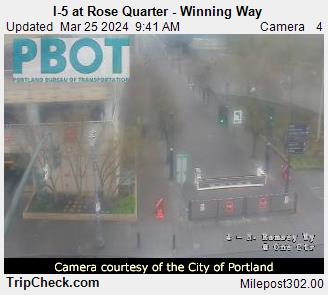 I-5 at Rose Quarter - Winning Way
Updated Mar 25 2024 9:41 AM Camera 4
PBOT
PORTLAND BUREAU OF TRANSPORTATION
Camera courtesy of the City of Portland
TripCheck.com Milepost302.00